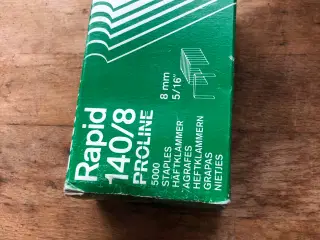 Rapid
140/8
PROLINE
5000
STAPLES
HÄFTKLAMMER
AGRAFES
HEFTKLAMMERN
GRAPAS
NIETJES
8 mm
5/16"